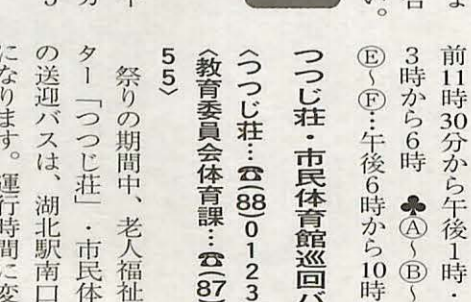 前11時30分から午後1時…
3時から6時 ♣Ⓐ〜Ⓑ〜
Ⓔ〜Ⓕ…午後6時から10時
い。
つつじ荘・市民体育館巡回バ
〈つつじ荘…☎(88)0123
〈教育委員会体育課…☎(87)
55〉
祭りの期間中、老人福祉
ター「つつじ荘」・市民体
の送迎バスは、湖北駅南口
になります。運行時間に変